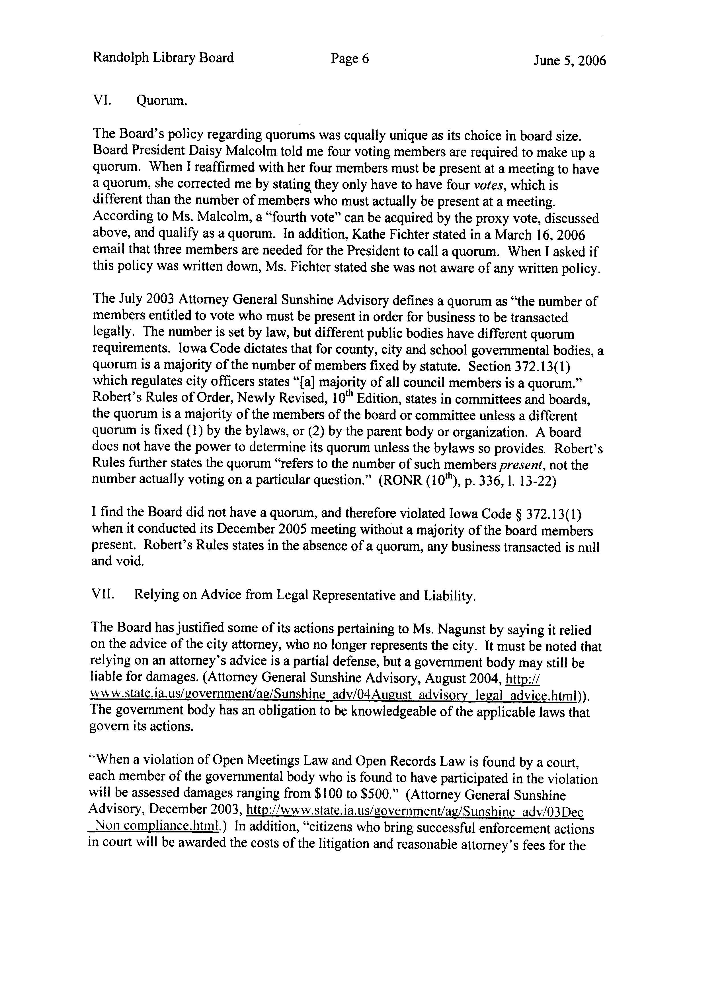 Randolph Library Board Page 6 June 5, 2006
VI. Quorum.
The Board's policy regarding quorums was equally unique as its choice in board size.
Board President Daisy Malcolm told me four voting members are required to make up a
quorum. When I reaffirmed with her four members must be present at a meeting to have
a quorum, she corrected me by stating they only have to have four votes, which is
different than the number of members who must actually be present at a meeting.
According to Ms. Malcolm, a “fourth vote” can be acquired by the proxy vote, discussed
above, and qualify as a quorum. In addition, Kathe Fichter stated in a March 16, 2006
email that three members are needed for the President to call a quorum. When I asked if
this policy was written down, Ms. Fichter stated she was not aware of any written policy.
The July 2003 Attorney General Sunshine Advisory defines a quorum as “the number of
members entitled to vote who must be present in order for business to be transacted
legally. The number is set by law, but different public bodies have different quorum
requirements. Iowa Code dictates that for county, city and school governmental bodies, a
quorum is a majority of the number of members fixed by statute. Section 372.13(1)
which regulates city officers states “[a] majority of all council members is a quorum.”
Robert's Rules of Order, Newly Revised, 10th Edition, states in committees and boards,
the quorum is a majority of the members of the board or committee unless a different
quorum is fixed (1) by the bylaws, or (2) by the parent body or organization. A board
does not have the power to determine its quorum unless the bylaws so provides. Robert's
Rules further states the quorum “refers to the number of such members present, not the
number actually voting on a particular question.” (RONR (10th), p. 336, l. 13-22)
I find the Board did not have a quorum, and therefore violated Iowa Code § 372.13(1)
when it conducted its December 2005 meeting without a majority of the board members
present. Robert's Rules states in the absence of a quorum, any business transacted is null
and void.
VII. Relying on Advice from Legal Representative and Liability.
The Board has justified some of its actions pertaining to Ms. Nagunst by saying it relied
on the advice of the city attorney, who no longer represents the city. It must be noted that
relying on an attorney's advice is a partial defense, but a government body may still be
liable for damages. (Attorney General Sunshine Advisory, August 2004, http://
www.state.ia.us/government/ag/Sunshine_adv/04August_advisory_legal_advice.html)).
The government body has an obligation to be knowledgeable of the applicable laws that
govern its actions.
“When a violation of Open Meetings Law and Open Records Law is found by a court,
each member of the governmental body who is found to have participated in the violation
will be assessed damages ranging from $100 to $500.” (Attorney General Sunshine
Advisory, December 2003, http://www.state.ia.us/government/ag/Sunshine_adv/03Dec
_Non compliance.html.) In addition, “citizens who bring successful enforcement actions
in court will be awarded the costs of the litigation and reasonable attorney's fees for the